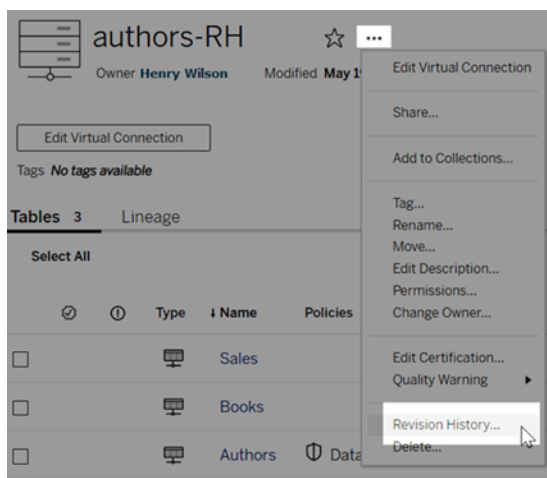 authors-RH
Owner Henry Wilson Modified May 1
Edit Virtual Connection
Tags No tags available
Tables 3 Lineage
Select All
Type ↓ Name Policies
Sales
Books
Authors Data
...
Edit Virtual Connection
Share...
Add to Collections...
Tag...
Rename...
Move...
Edit Description...
Permissions...
Change Owner...
Edit Certification...
Quality Warning
Revision History...
Delete...